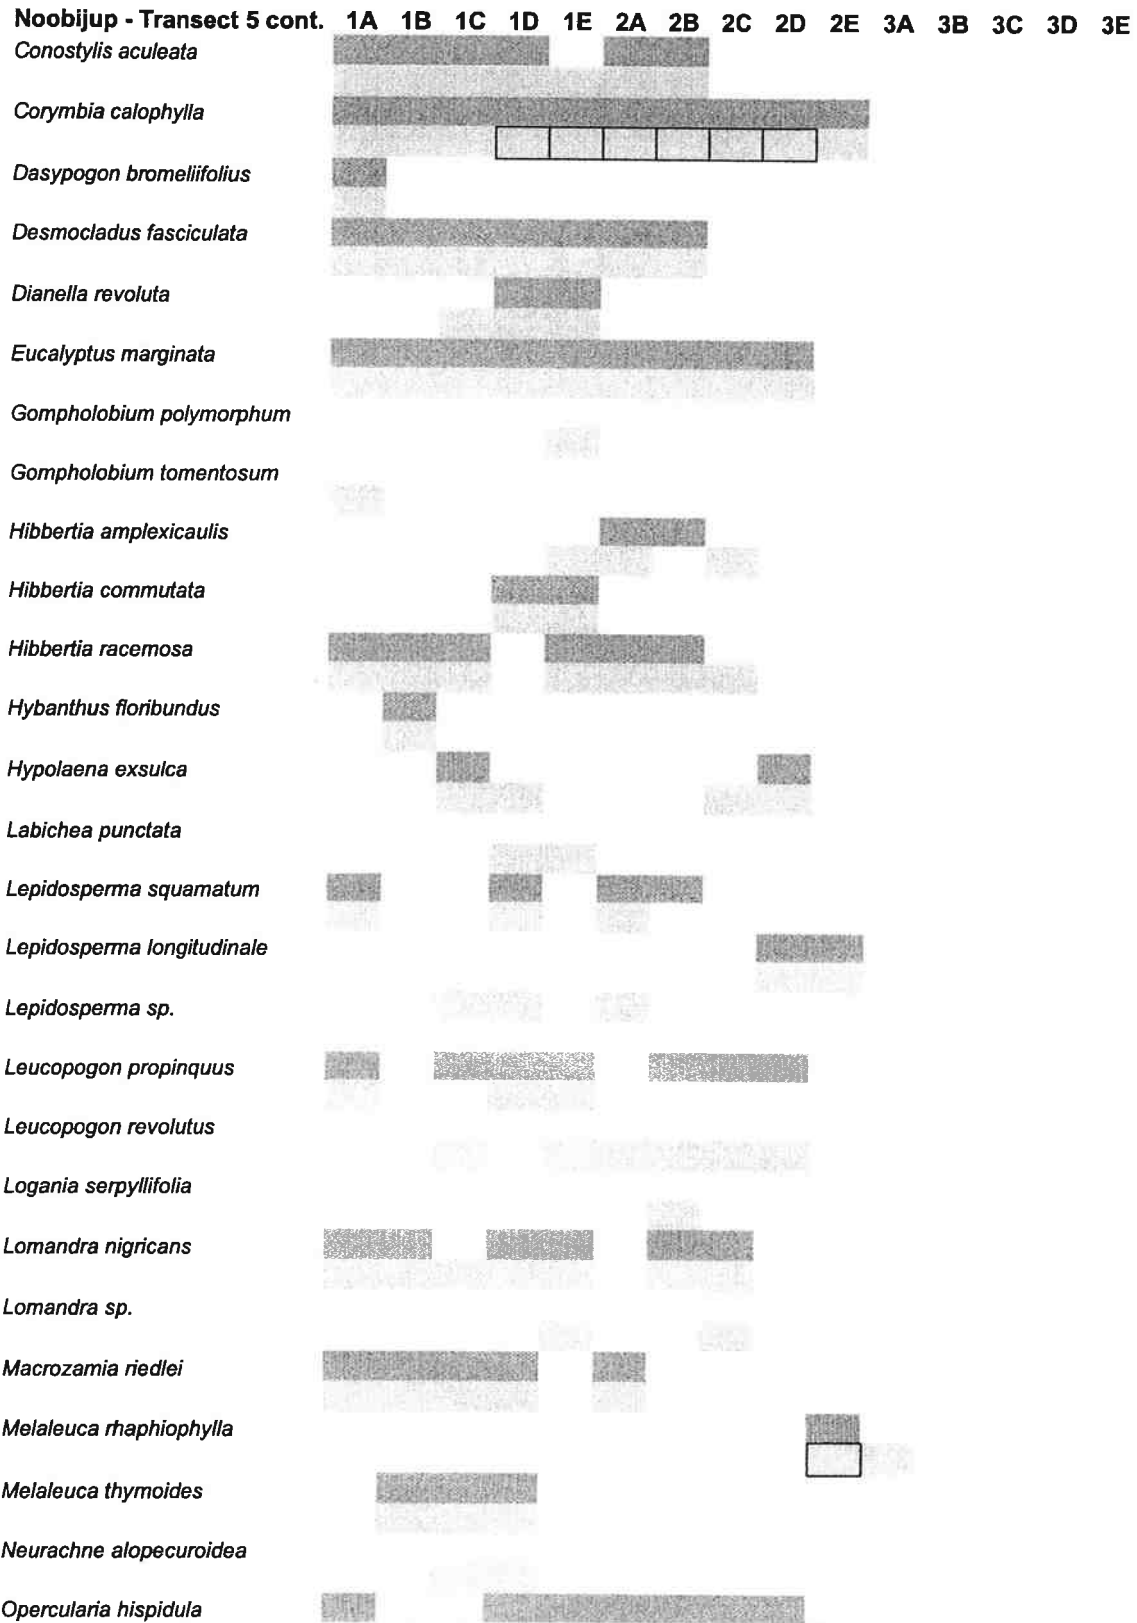 Noobijup - Transect 5 cont. 1A 1B 1C 1D 1E 2A 2B 2C 2D 2E 3A 3B 3C 3D 3E
Conostylis aculeata
Corymbia calophylla
Dasypogon bromeliifolius
Desmocladus fasciculata
Dianella revoluta
Eucalyptus marginata
Gompholobium polymorphum
Gompholobium tomentosum
Hibbertia amplexicaulis
Hibbertia commutata
Hibbertia racemosa
Hybanthus floribundus
Hypolaena exsulca
Labichea punctata
Lepidosperma squamatum
Lepidosperma longitudinale
Lepidosperma sp.
Leucopogon propinquus
Leucopogon revolutus
Logania serpyllifolia
Lomandra nigricans
Lomandra sp.
Macrozamia riedlei
Melaleuca rhaphiophylla
Melaleuca thymoides
Neurachne alopecuroidea
Opercularia hispidula